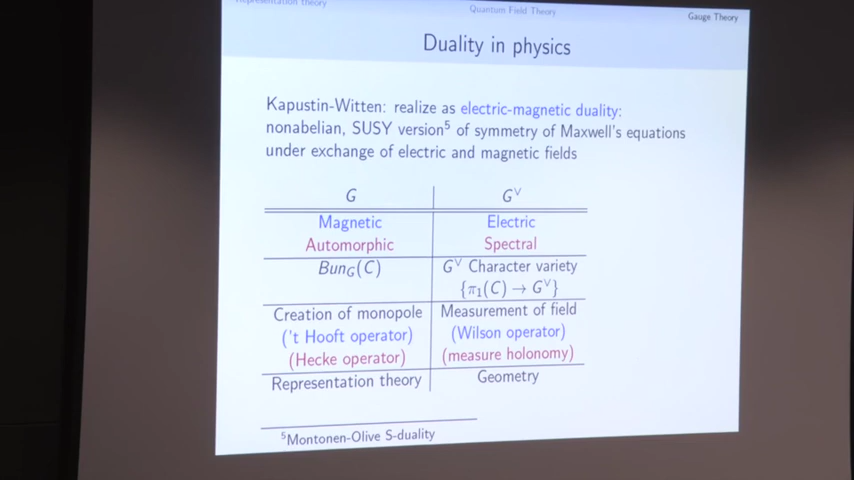 Representation theory Quantum Field Theory Gauge Theory
Duality in physics
Kapustin-Witten: realize as electric-magnetic duality:
nonabelian, SUSY version⁵ of symmetry of Maxwell's equations
under exchange of electric and magnetic fields
G G^∨
Magnetic Electric
Automorphic Spectral
Bun_G(C) G^∨ Character variety
{π₁(C) → G^∨}
Creation of monopole Measurement of field
('t Hooft operator) (Wilson operator)
(Hecke operator) (measure holonomy)
Representation theory Geometry
⁵Montonen-Olive S-duality